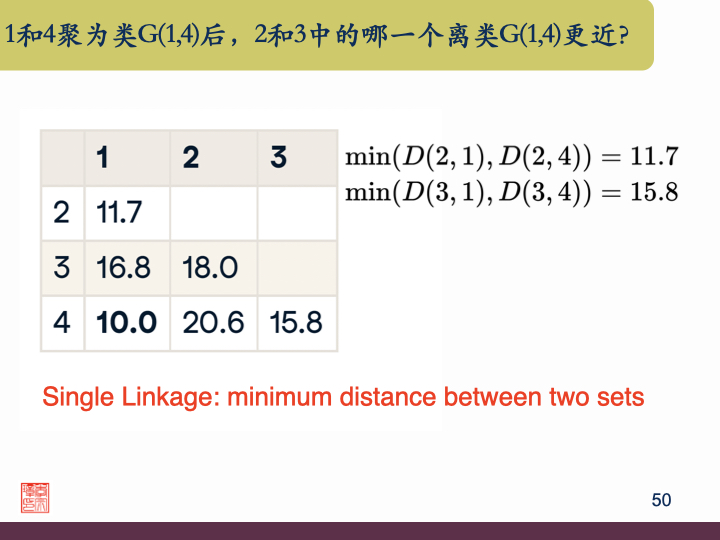 1和4聚为类G(1,4)后，2和3中的哪一个离类G(1,4)更近?
1 2 3
2 11.7
3 16.8 18.0
4 10.0 20.6 15.8
min(D(2,1),D(2,4)) = 11.7
min(D(3,1),D(3,4)) = 15.8
Single Linkage: minimum distance between two sets
50